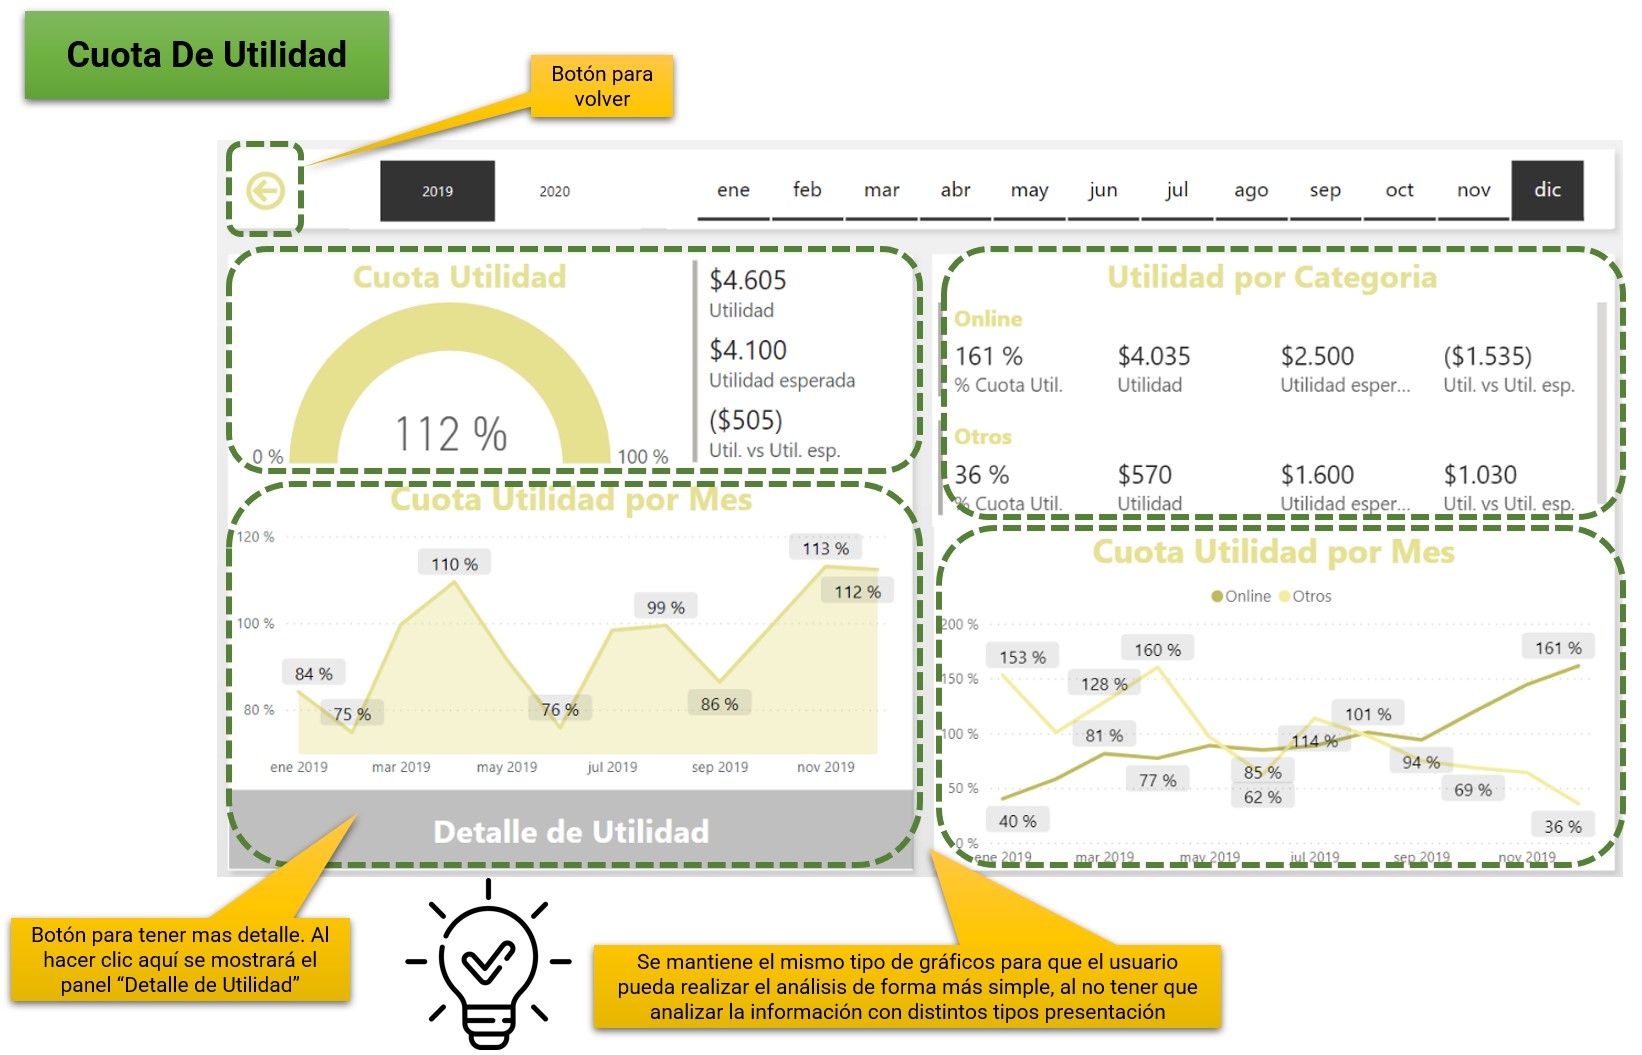 Cuota De Utilidad
Botón para
volver
2019
2020
ene
feb
mar
abr
may
jun
jul
ago
sep
oct
nov
dic
Cuota Utilidad
112 %
0 %
100 %
$4.605
Utilidad
$4.100
Utilidad esperada
($505)
Util. vs Util. esp.
Utilidad por Categoria
Online
161 %
$4.035
$2.500
($1.535)
% Cuota Util.
Utilidad
Utilidad esper...
Util. vs Util. esp.
Otros
36 %
$570
$1.600
$1.030
% Cuota Util.
Utilidad
Utilidad esper...
Util. vs Util. esp.
Cuota Utilidad por Mes
120 %
100 %
80 %
84 %
75 %
110 %
76 %
99 %
86 %
113 %
112 %
ene 2019
mar 2019
may 2019
jul 2019
sep 2019
nov 2019
Detalle de Utilidad
Cuota Utilidad por Mes
Online
Otros
200 %
150 %
100 %
50 %
0 %
153 %
128 %
160 %
161 %
81 %
77 %
101 %
114 %
85 %
62 %
94 %
69 %
40 %
36 %
ene 2019
mar 2019
may 2019
jul 2019
sep 2019
nov 2019
Botón para tener mas detalle. Al
hacer clic aquí se mostrará el
panel “Detalle de Utilidad”
Se mantiene el mismo tipo de gráficos para que el usuario
pueda realizar el análisis de forma más simple, al no tener que
analizar la información con distintos tipos presentación